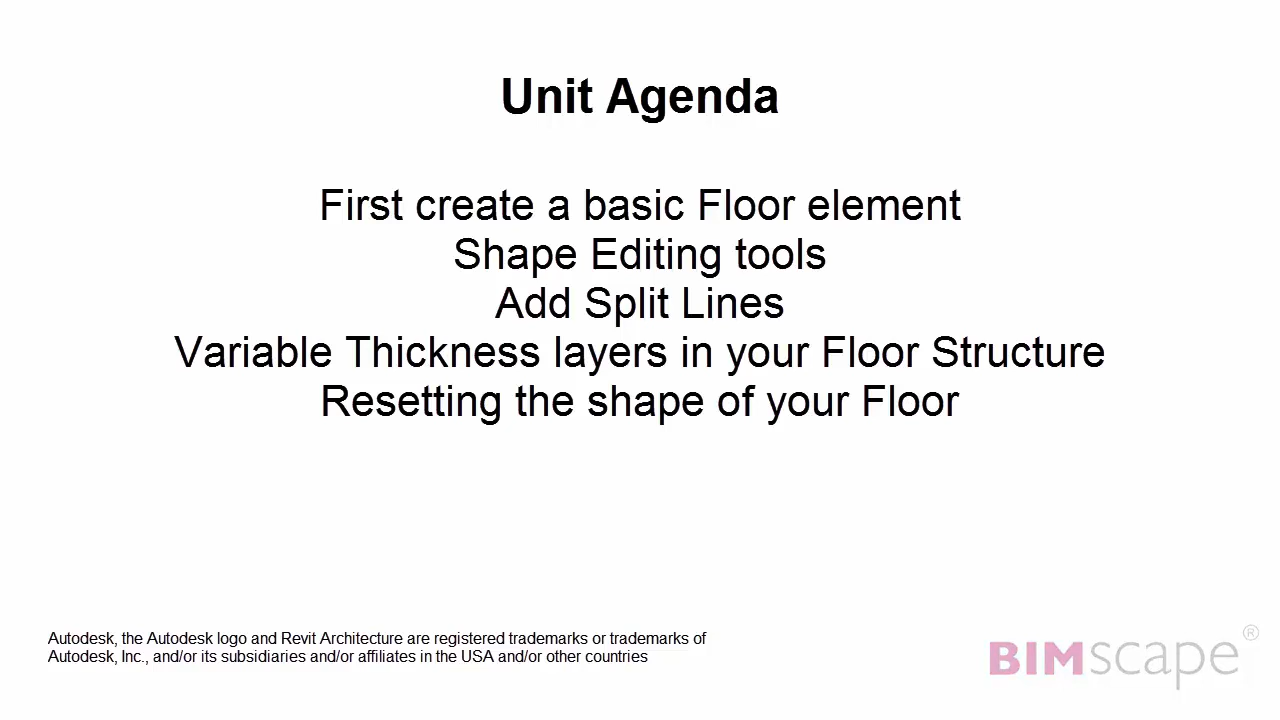 Unit Agenda
First create a basic Floor element
Shape Editing tools
Add Split Lines
Variable Thickness layers in your Floor Structure
Resetting the shape of your Floor
Autodesk, the Autodesk logo and Revit Architecture are registered trademarks or trademarks of
Autodesk, Inc., and/or its subsidiaries and/or affiliates in the USA and/or other countries
BIMscape®